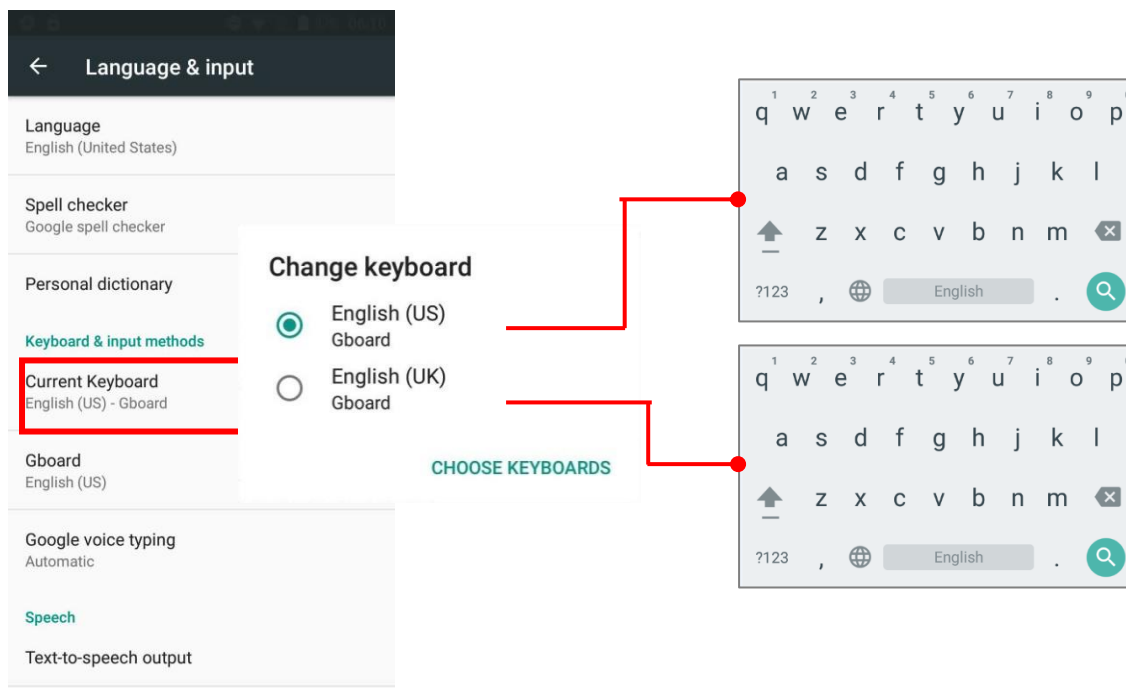 Language & input
Language
English (United States)
Spell checker
Google spell checker
Personal dictionary
Keyboard & input methods
Current Keyboard
English (US) - Gboard
Gboard
English (US)
Google voice typing
Automatic
Speech
Text-to-speech output
Change keyboard
English (US)
Gboard
English (UK)
Gboard
CHOOSE KEYBOARDS
1 2 3 4 5 6 7 8 9
q w e r t y u i o p
a s d f g h j k l
z x c v b n m
?123 , English .
1 2 3 4 5 6 7 8 9
q w e r t y u i o p
a s d f g h j k l
z x c v b n m
?123 , English .